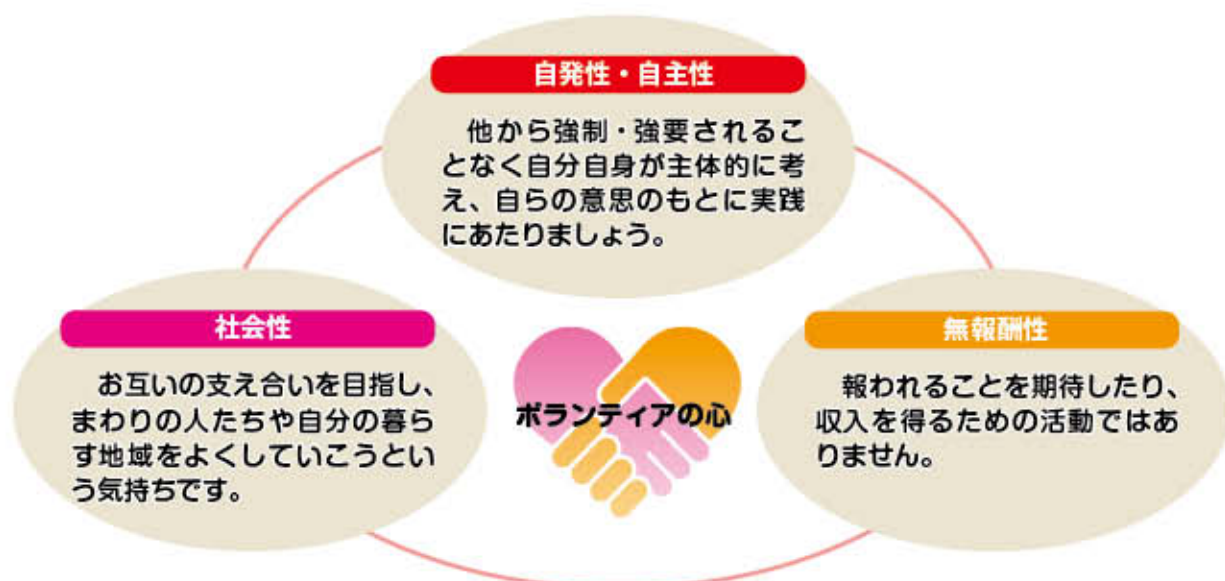 自発性・自主性
他から強制・強要されるこ
となく自分自身が主体的に考
え、自らの意思のもとに実践
にあたりましょう。
社会性
お互いの支え合いを目指し、
まわりの人たちや自分の暮ら
す地域をよくしていこうとい
う気持ちです。
ボランティアの心
無報酬性
報われることを期待したり、
収入を得るための活動ではあ
りません。